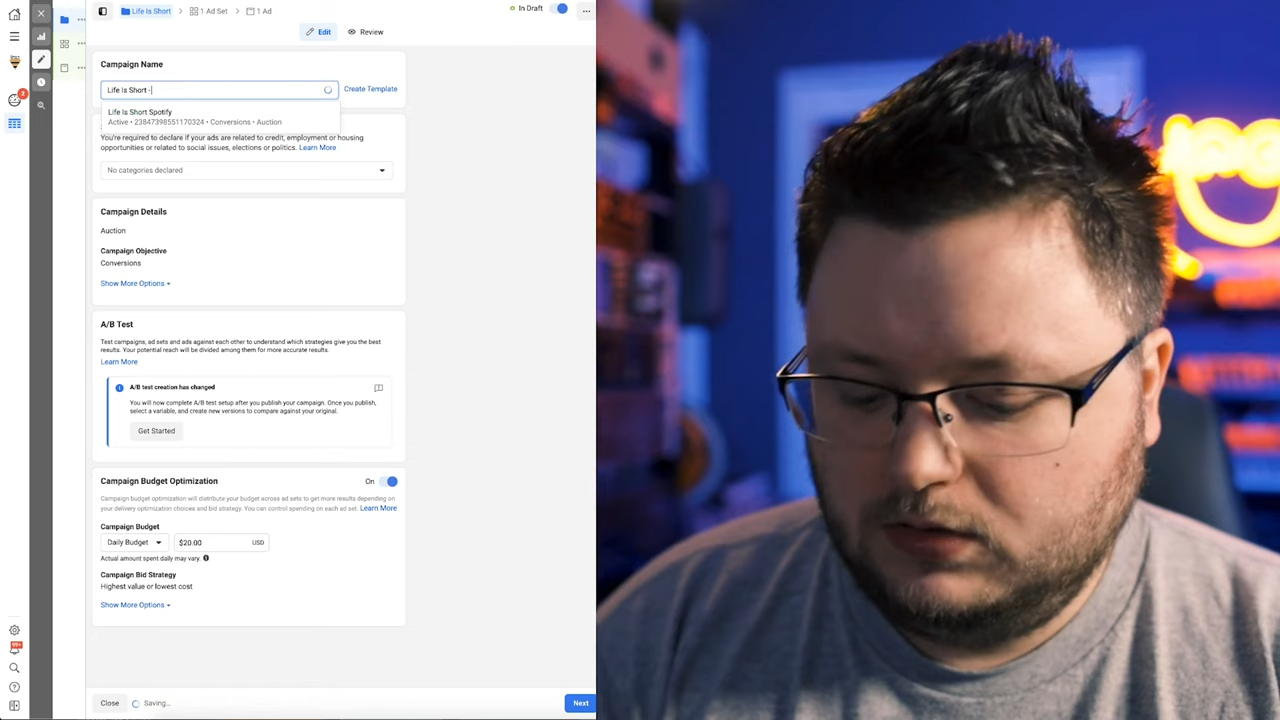 Life Is Short
1 Ad Set
1 Ad
In Draft
Edit
Review
Campaign Name
Life Is Short -
Create Template
Life Is Short Spotify
Active • 23847398551170324 • Conversions • Auction
You're required to declare if your ads are related to credit, employment or housing
opportunities or related to social issues, elections or politics. Learn More
No categories declared
Campaign Details
Auction
Campaign Objective
Conversions
Show More Options
A/B Test
Test campaigns, ad sets and ads against each other to understand which strategies give you the best
results. Your potential reach will be divided among them for more accurate results.
Learn More
A/B test creation has changed
You will now complete A/B test setup after you publish your campaign. Once you publish,
select a variable, and create new versions to compare against your original.
Get Started
Campaign Budget Optimization
On
Campaign budget optimization will distribute your budget across ad sets to get more results depending on
your delivery optimization choices and bid strategy. You can control spending on each ad set. Learn More
Campaign Budget
Daily Budget
$20.00
USD
Actual amount spent daily may vary.
Campaign Bid Strategy
Highest value or lowest cost
Show More Options
Close
Saving...
Next
2
99+